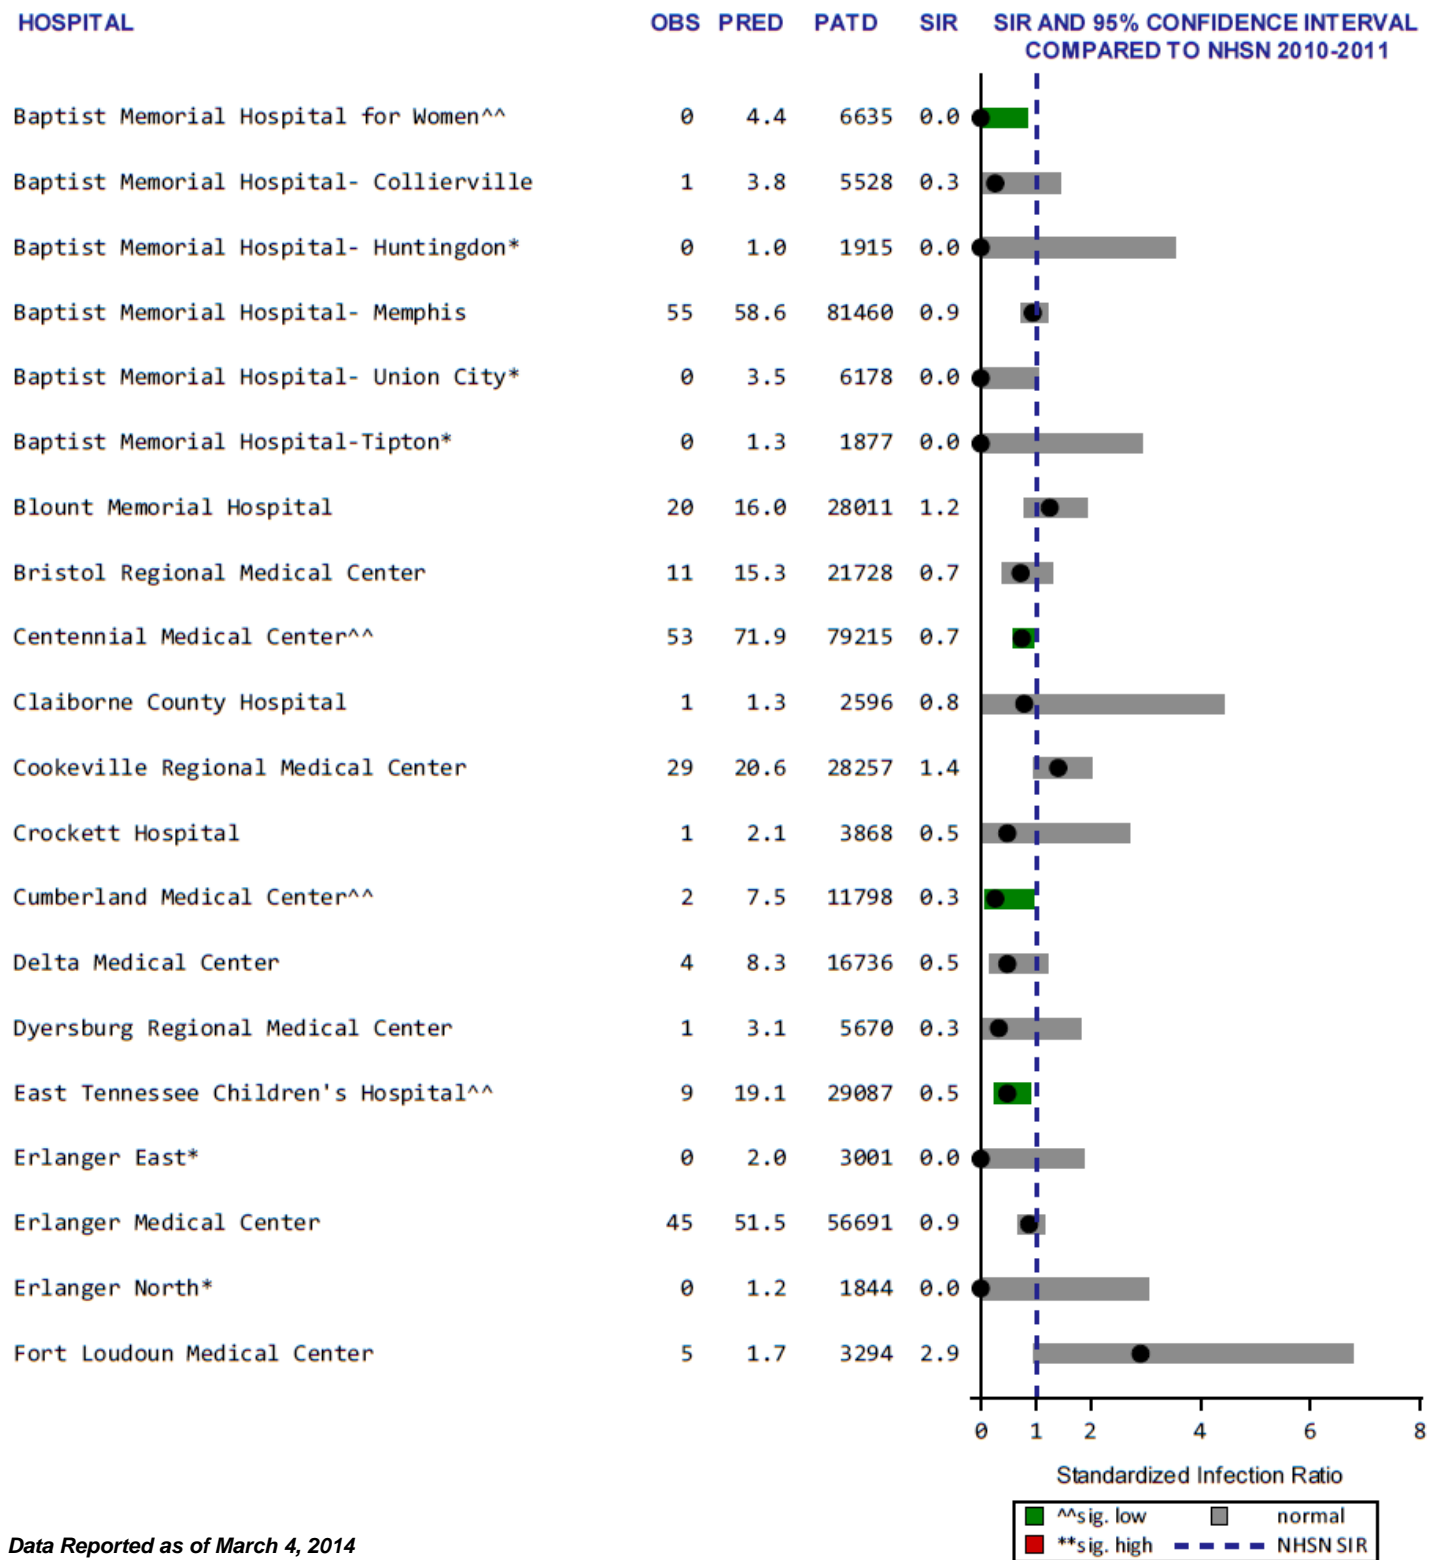 HOSPITAL OBS PRED PATD SIR SIR AND 95% CONFIDENCE INTERVAL
COMPARED TO NHSN 2010-2011
Baptist Memorial Hospital for Women^^ 0 4.4 6635 0.0
Baptist Memorial Hospital- Collierville 1 3.8 5528 0.3
Baptist Memorial Hospital- Huntingdon* 0 1.0 1915 0.0
Baptist Memorial Hospital- Memphis 55 58.6 81460 0.9
Baptist Memorial Hospital- Union City* 0 3.5 6178 0.0
Baptist Memorial Hospital-Tipton* 0 1.3 1877 0.0
Blount Memorial Hospital 20 16.0 28011 1.2
Bristol Regional Medical Center 11 15.3 21728 0.7
Centennial Medical Center^^ 53 71.9 79215 0.7
Claiborne County Hospital 1 1.3 2596 0.8
Cookeville Regional Medical Center 29 20.6 28257 1.4
Crockett Hospital 1 2.1 3868 0.5
Cumberland Medical Center^^ 2 7.5 11798 0.3
Delta Medical Center 4 8.3 16736 0.5
Dyersburg Regional Medical Center 1 3.1 5670 0.3
East Tennessee Children's Hospital^^ 9 19.1 29087 0.5
Erlanger East* 0 2.0 3001 0.0
Erlanger Medical Center 45 51.5 56691 0.9
Erlanger North* 0 1.2 1844 0.0
Fort Loudoun Medical Center 5 1.7 3294 2.9
0 1 2 4 6 8
Standardized Infection Ratio
^^sig. low normal
**sig. high NHSN SIR
Data Reported as of March 4, 2014